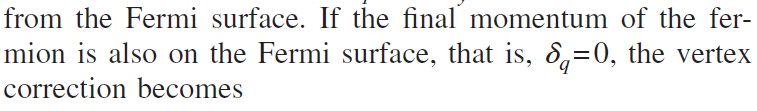 from the Fermi surface. If the final momentum of the fer-
mion is also on the Fermi surface, that is, δq=0, the vertex
correction becomes